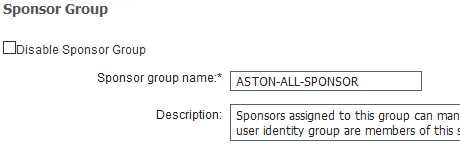 Sponsor Group
Disable Sponsor Group
Sponsor group name:* ASTON-ALL-SPONSOR
Description: Sponsors assigned to this group can man
user identity group are members of this s